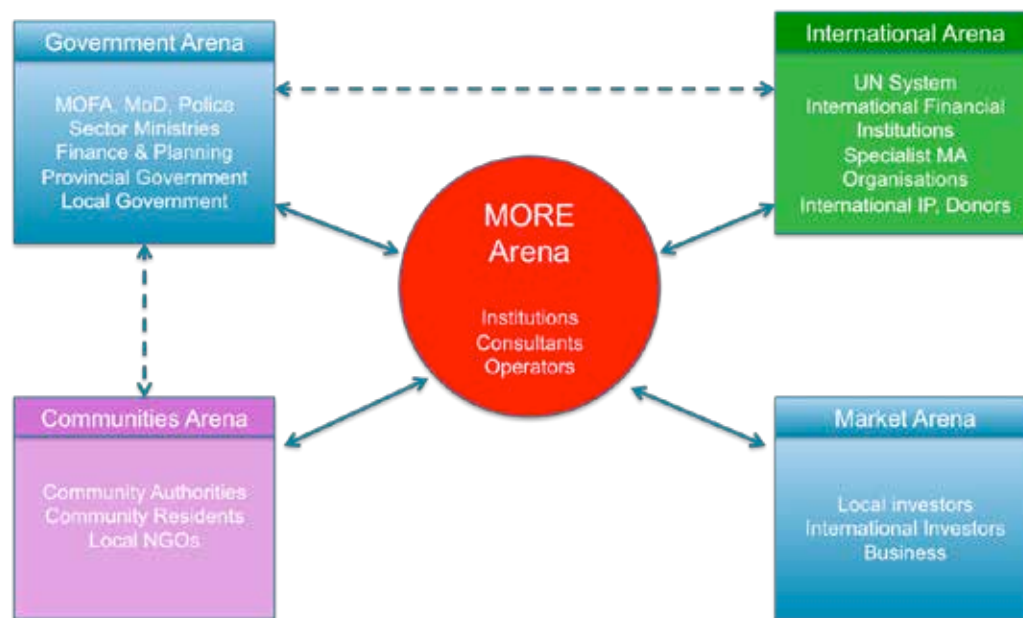 Government Arena
MOFA, MoD, Police
Sector Ministries
Finance & Planning
Provincial Government
Local Government
International Arena
UN System
International Financial
Institutions
Specialist MA
Organisations
International IP, Donors
MORE
Arena
Institutions
Consultants
Operators
Communities Arena
Community Authorities
Community Residents
Local NGOs
Market Arena
Local investors
International Investors
Business